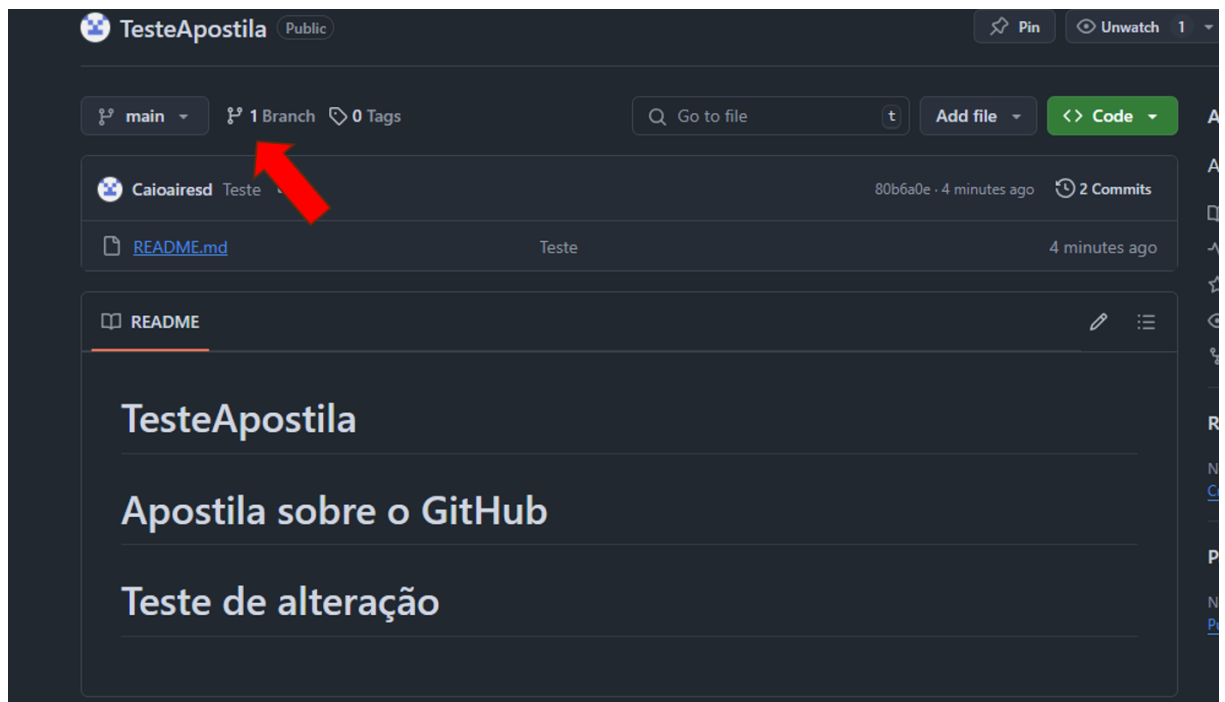 TesteApostila Public Pin Unwatch 1
main 1 Branch 0 Tags Go to file t Add file <> Code
Caioairesd Teste 80b6a0e · 4 minutes ago 2 Commits
README.md Teste 4 minutes ago
README
TesteApostila
Apostila sobre o GitHub
Teste de alteração